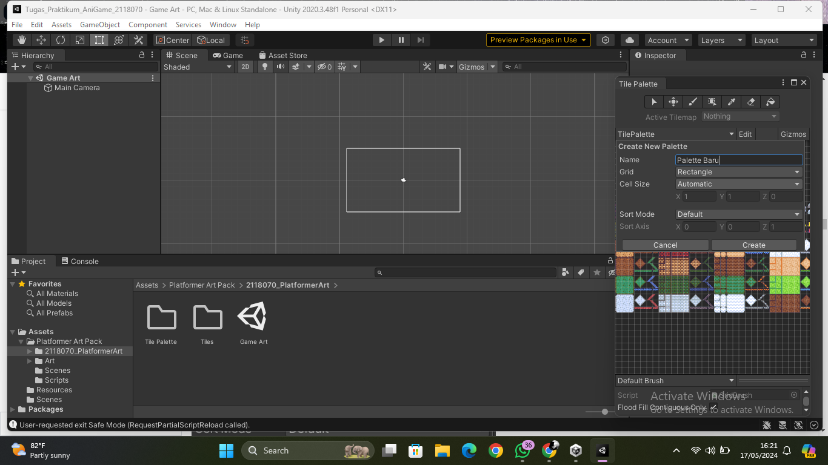 Tugas_Praktikum_AniGame_2118070 - Game Art - PC, Mac & Linux Standalone - Unity 2020.3.48f1 Personal <DX11>
File Edit Assets GameObject Component Services Window Help
Center Local Preview Packages in Use Account Layers Layout
Hierarchy Scene Game Asset Store Inspector
All Shaded 2D 0 Gizmos All
Game Art
Main Camera
Tile Palette
Active Tilemap Nothing
TilePalette Edit Gizmos
Create New Palette
Name Palette Baru
Grid Rectangle
Cell Size Automatic
X 1 Y 1 Z 0
Sort Mode Default
Sort Axis X 0 Y 0 Z 1
Cancel Create
Project Console
Favorites
All Materials
All Models
All Prefabs
Assets
Platformer Art Pack
2118070_PlatformerArt
Art
Scenes
Scripts
Resources
Scenes
Packages
Assets > Platformer Art Pack > 2118070_PlatformerArt >
Tile Palette Tiles Game Art
Default Brush
Script
Flood Fill Contiguous Only
Activate Windows
Go to Settings to activate Windows.
User-requested exit Safe Mode (RequestPartialScriptReload called).
Sort Mode Default
82°F
Partly sunny
Search
36
16:21
17/05/2024